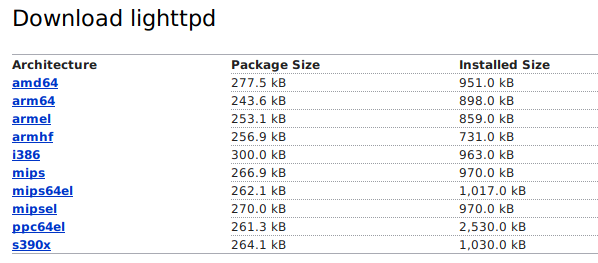 Download lighttpd
Architecture Package Size Installed Size
amd64 277.5 kB 951.0 kB
arm64 243.6 kB 898.0 kB
armel 253.1 kB 859.0 kB
armhf 256.9 kB 731.0 kB
i386 300.0 kB 963.0 kB
mips 266.9 kB 970.0 kB
mips64el 262.1 kB 1,017.0 kB
mipsel 270.0 kB 970.0 kB
ppc64el 261.3 kB 2,530.0 kB
s390x 264.1 kB 1,030.0 kB